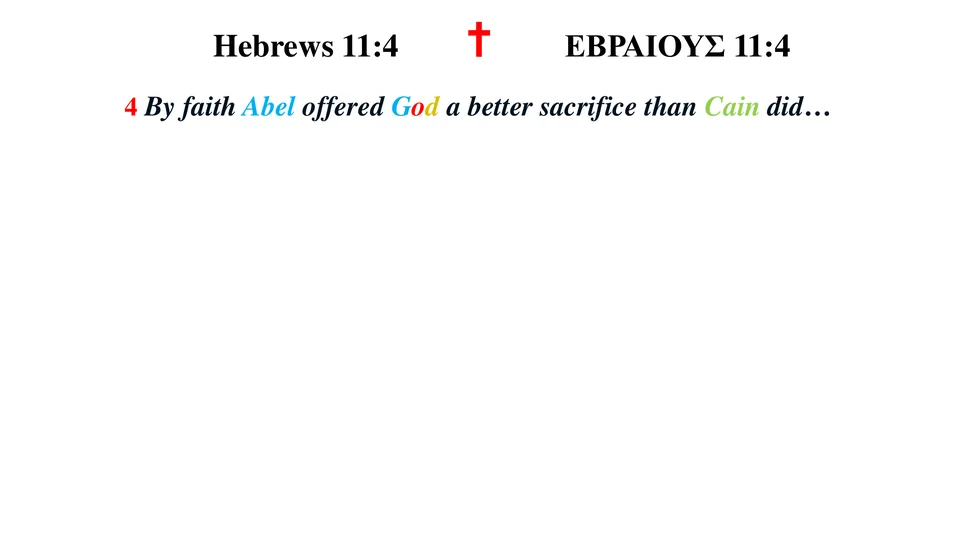 Hebrews 11:4 ✝ ΕΒΡΑΙΟΥΣ 11:4
4 By faith Abel offered God a better sacrifice than Cain did…